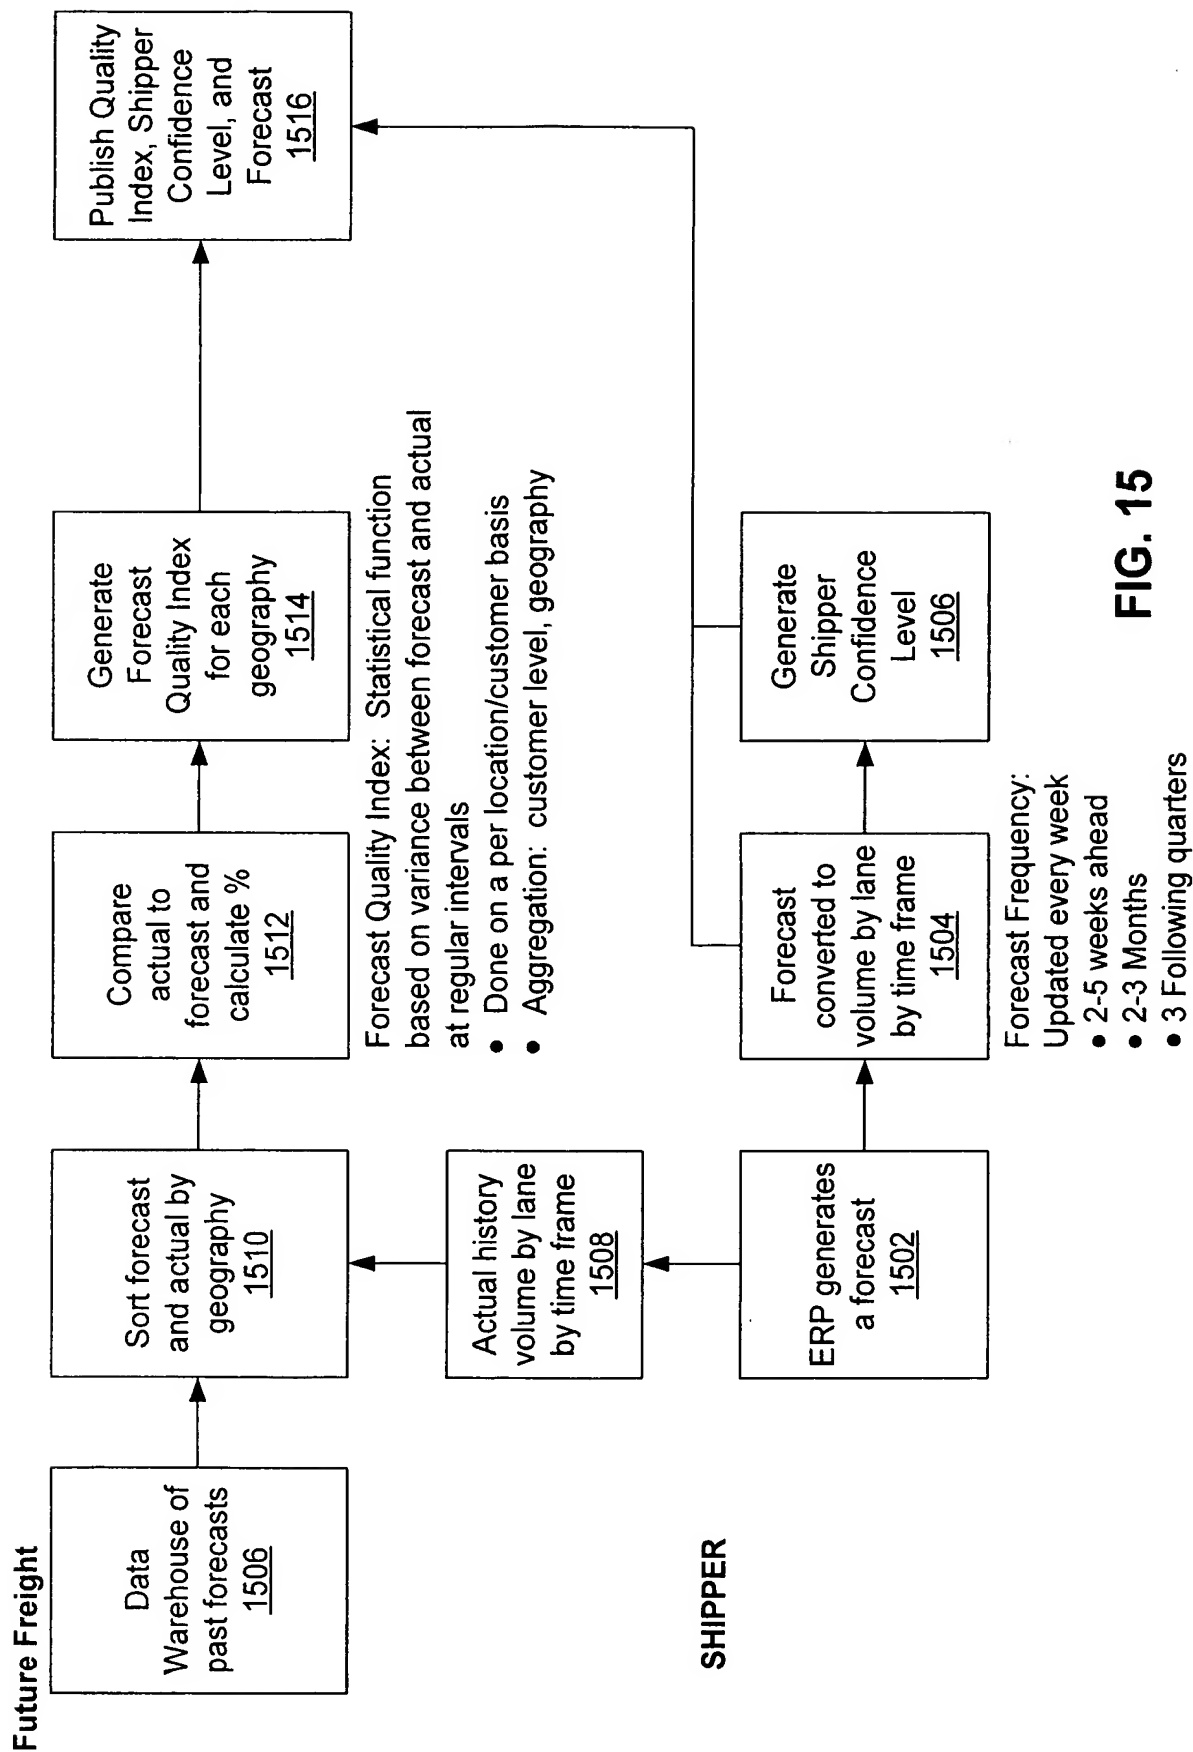 Future Freight
Data
Warehouse of
past forecasts
1506
Sort forecast
and actual by
geography
1510
Compare
actual to
forecast and
calculate %
1512
Generate
Forecast
Quality Index
for each
geography
1514
Publish Quality
Index, Shipper
Confidence
Level, and
Forecast
1516
Forecast Quality Index: Statistical function
based on variance between forecast and actual
at regular intervals
• Done on a per location/customer basis
• Aggregation: customer level, geography
Actual history
volume by lane
by time frame
1508
SHIPPER
ERP generates
a forecast
1502
Forecast
converted to
volume by lane
by time frame
1504
Generate
Shipper
Confidence
Level
1506
Forecast Frequency:
Updated every week
• 2-5 weeks ahead
• 2-3 Months
• 3 Following quarters
FIG. 15